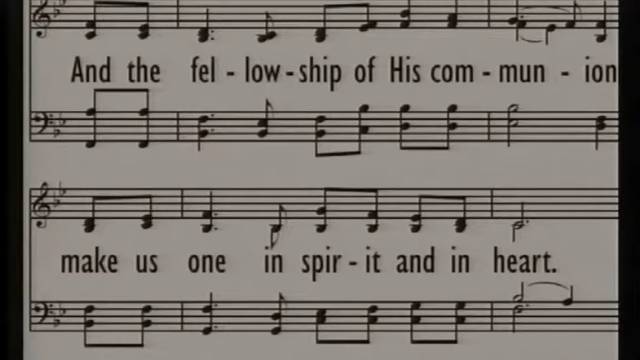 And the fel - low - ship of His com - mun - ion
make us one in spir - it and in heart.